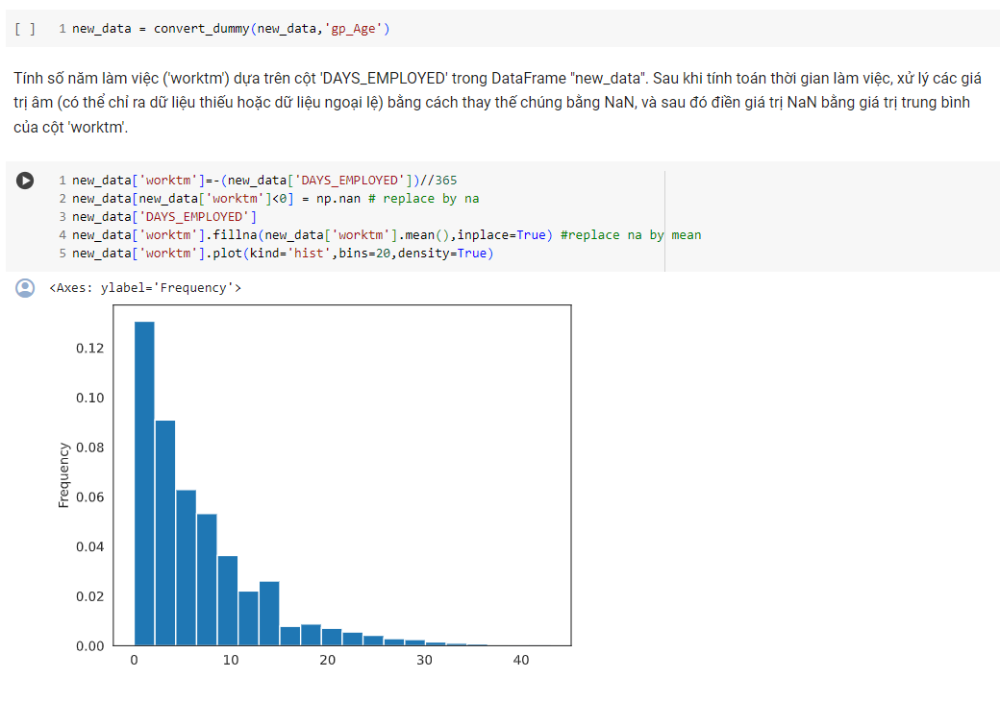 [ ] 1 new_data = convert_dummy(new_data,'gp_Age')
Tính số năm làm việc ('worktm') dựa trên cột 'DAYS_EMPLOYED' trong DataFrame "new_data". Sau khi tính toán thời gian làm việc, xử lý các giá
trị âm (có thể chỉ ra dữ liệu thiếu hoặc dữ liệu ngoại lệ) bằng cách thay thế chúng bằng NaN, và sau đó điền giá trị NaN bằng giá trị trung bình
của cột 'worktm'.
1 new_data['worktm']=-(new_data['DAYS_EMPLOYED'])//365
2 new_data[new_data['worktm']<0] = np.nan # replace by na
3 new_data['DAYS_EMPLOYED']
4 new_data['worktm'].fillna(new_data['worktm'].mean(),inplace=True) #replace na by mean
5 new_data['worktm'].plot(kind='hist',bins=20,density=True)
<Axes: ylabel='Frequency'>
0.12
0.10
0.08
0.06
0.04
0.02
0.00
Frequency
0 10 20 30 40